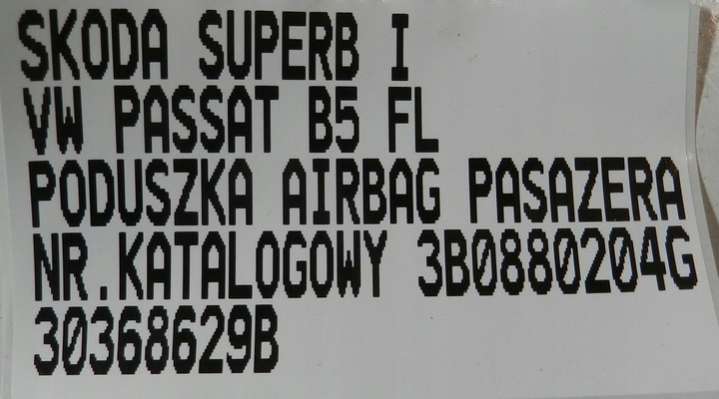 SKODA SUPERB I
VW PASSAT B5 FL
PODUSZKA AIRBAG PASAZERA
NR.KATALOGOWY 3B0880204G
30368629B